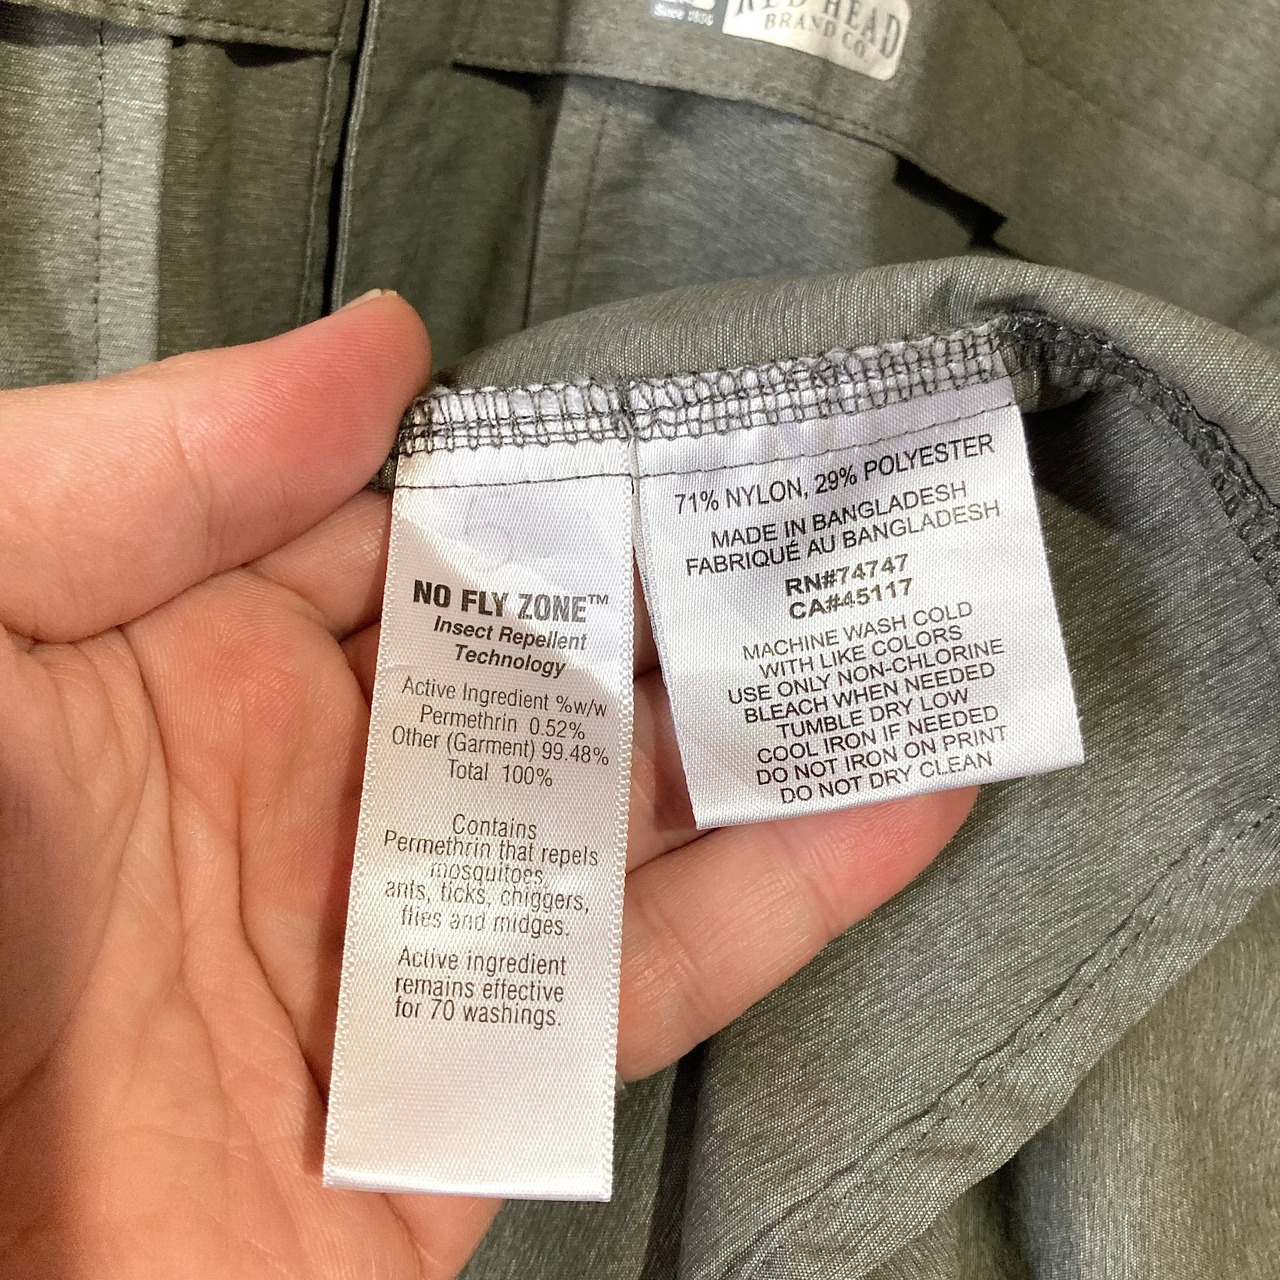 Since 1856
RED HEAD
BRAND CO.
NO FLY ZONE™
Insect Repellent
Technology
Active Ingredient %w/w
Permethrin 0.52%
Other (Garment) 99.48%
Total 100%
Contains
Permethrin that repels
mosquitoes,
ants, ticks, chiggers,
flies and midges.
Active ingredient
remains effective
for 70 washings.
71% NYLON, 29% POLYESTER
MADE IN BANGLADESH
FABRIQUÉ AU BANGLADESH
RN#74747
CA#45117
MACHINE WASH COLD
WITH LIKE COLORS
USE ONLY NON-CHLORINE
BLEACH WHEN NEEDED
TUMBLE DRY LOW
COOL IRON IF NEEDED
DO NOT IRON ON PRINT
DO NOT DRY CLEAN